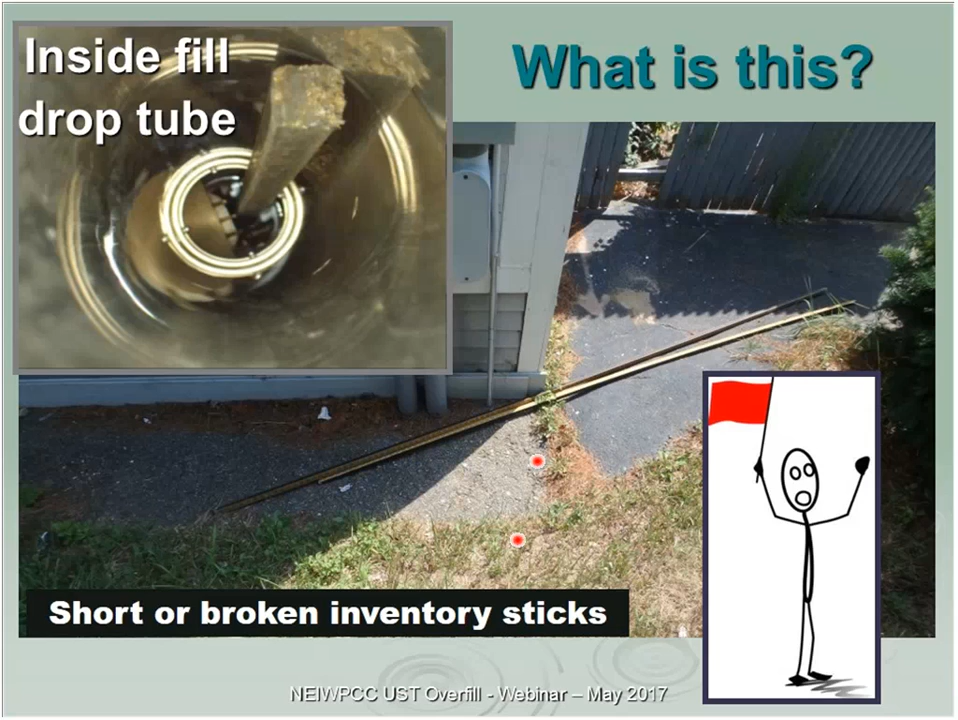 Inside fill
drop tube
What is this?
Short or broken inventory sticks
NEIWPCC UST Overfill - Webinar – May 2017